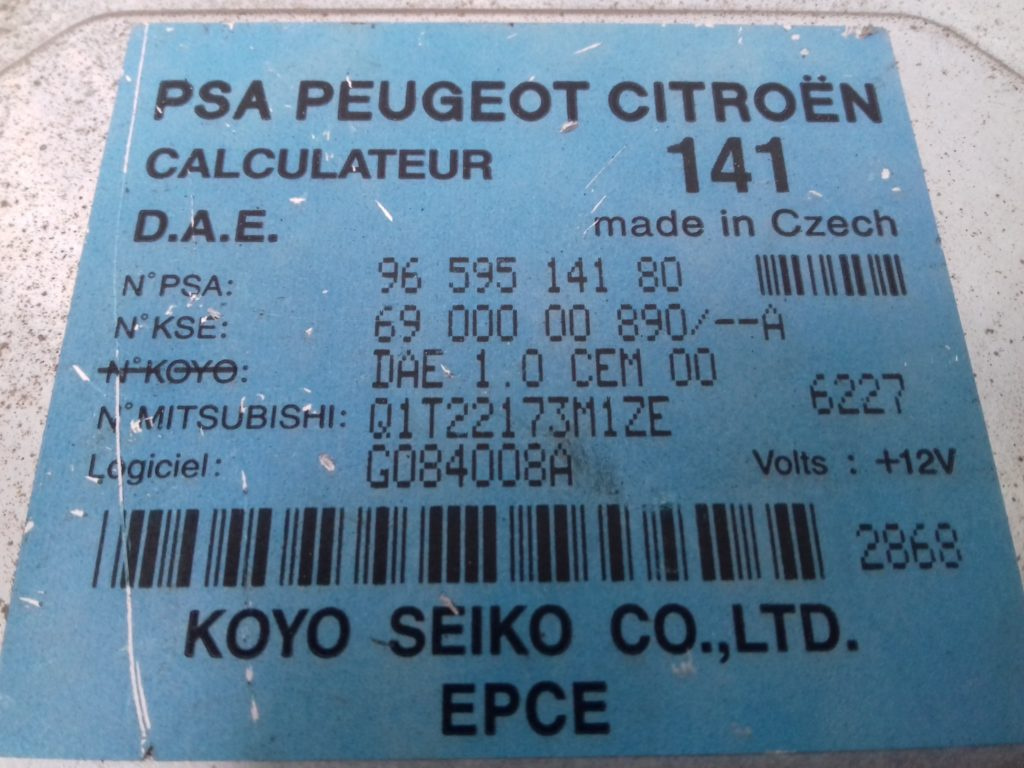 PSA PEUGEOT CITROËN
CALCULATEUR 141
D.A.E. made in Czech
N°PSA: 96 595 141 80
N°KSE: 69 000 00 890/--A
N°KOYO: DAE 1.0 CEM 00
N°MITSUBISHI: Q1T22173M1ZE 6227
Logiciel: G084008A Volts : +12V
2868
KOYO SEIKO CO.,LTD.
EPCE